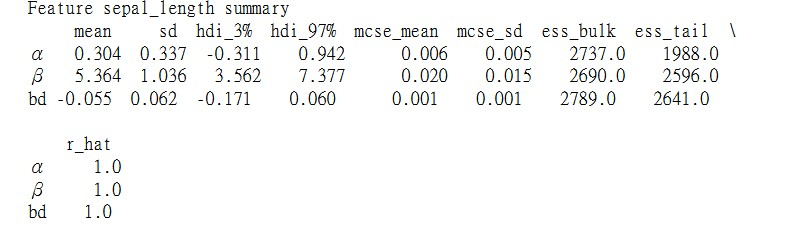 Feature sepal_length summary
mean sd hdi_3% hdi_97% mcse_mean mcse_sd ess_bulk ess_tail \
α 0.304 0.337 -0.311 0.942 0.006 0.005 2737.0 1988.0
β 5.364 1.036 3.562 7.377 0.020 0.015 2690.0 2596.0
bd -0.055 0.062 -0.171 0.060 0.001 0.001 2789.0 2641.0
r_hat
α 1.0
β 1.0
bd 1.0